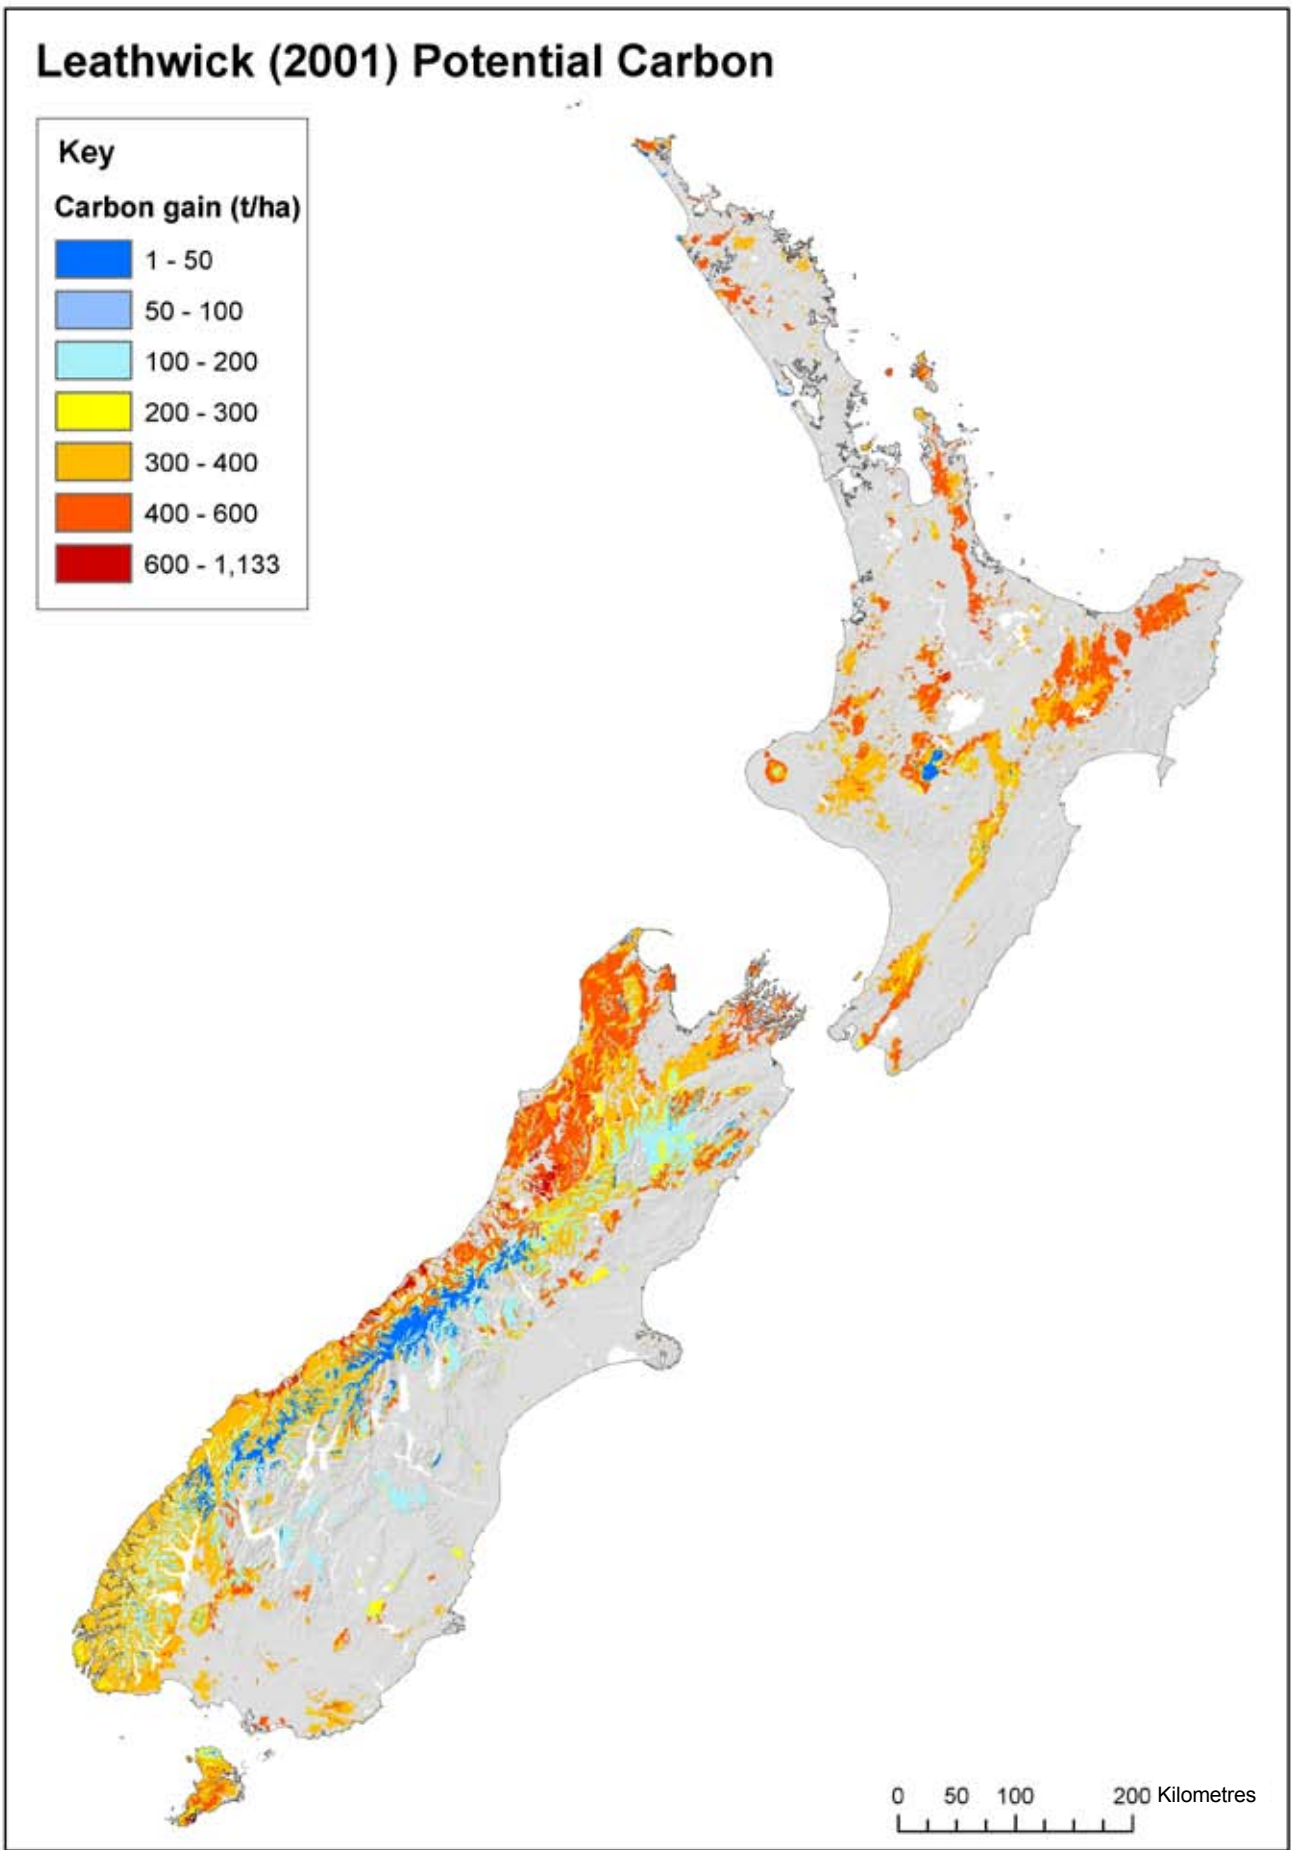 Leathwick (2001) Potential Carbon
Key
Carbon gain (t/ha)
1 - 50
50 - 100
100 - 200
200 - 300
300 - 400
400 - 600
600 - 1,133
0 50 100 200 Kilometres